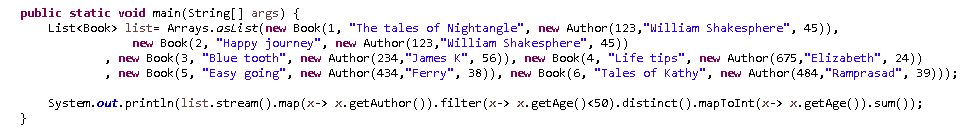 public static void main(String[] args) {
List<Book> list= Arrays.asList(new Book(1, "The tales of Nightangle", new Author(123,"William Shakesphere", 45)),
new Book(2, "Happy journey", new Author(123,"William Shakesphere", 45))
, new Book(3, "Blue tooth", new Author(234,"James K", 56)), new Book(4, "Life tips", new Author(675,"Elizabeth", 24))
, new Book(5, "Easy going", new Author(434,"Ferry", 38)), new Book(6, "Tales of Kathy", new Author(484,"Ramprasad", 39)));
System.out.println(list.stream().map(x-> x.getAuthor()).filter(x-> x.getAge()<50).distinct().mapToInt(x-> x.getAge()).sum());
}